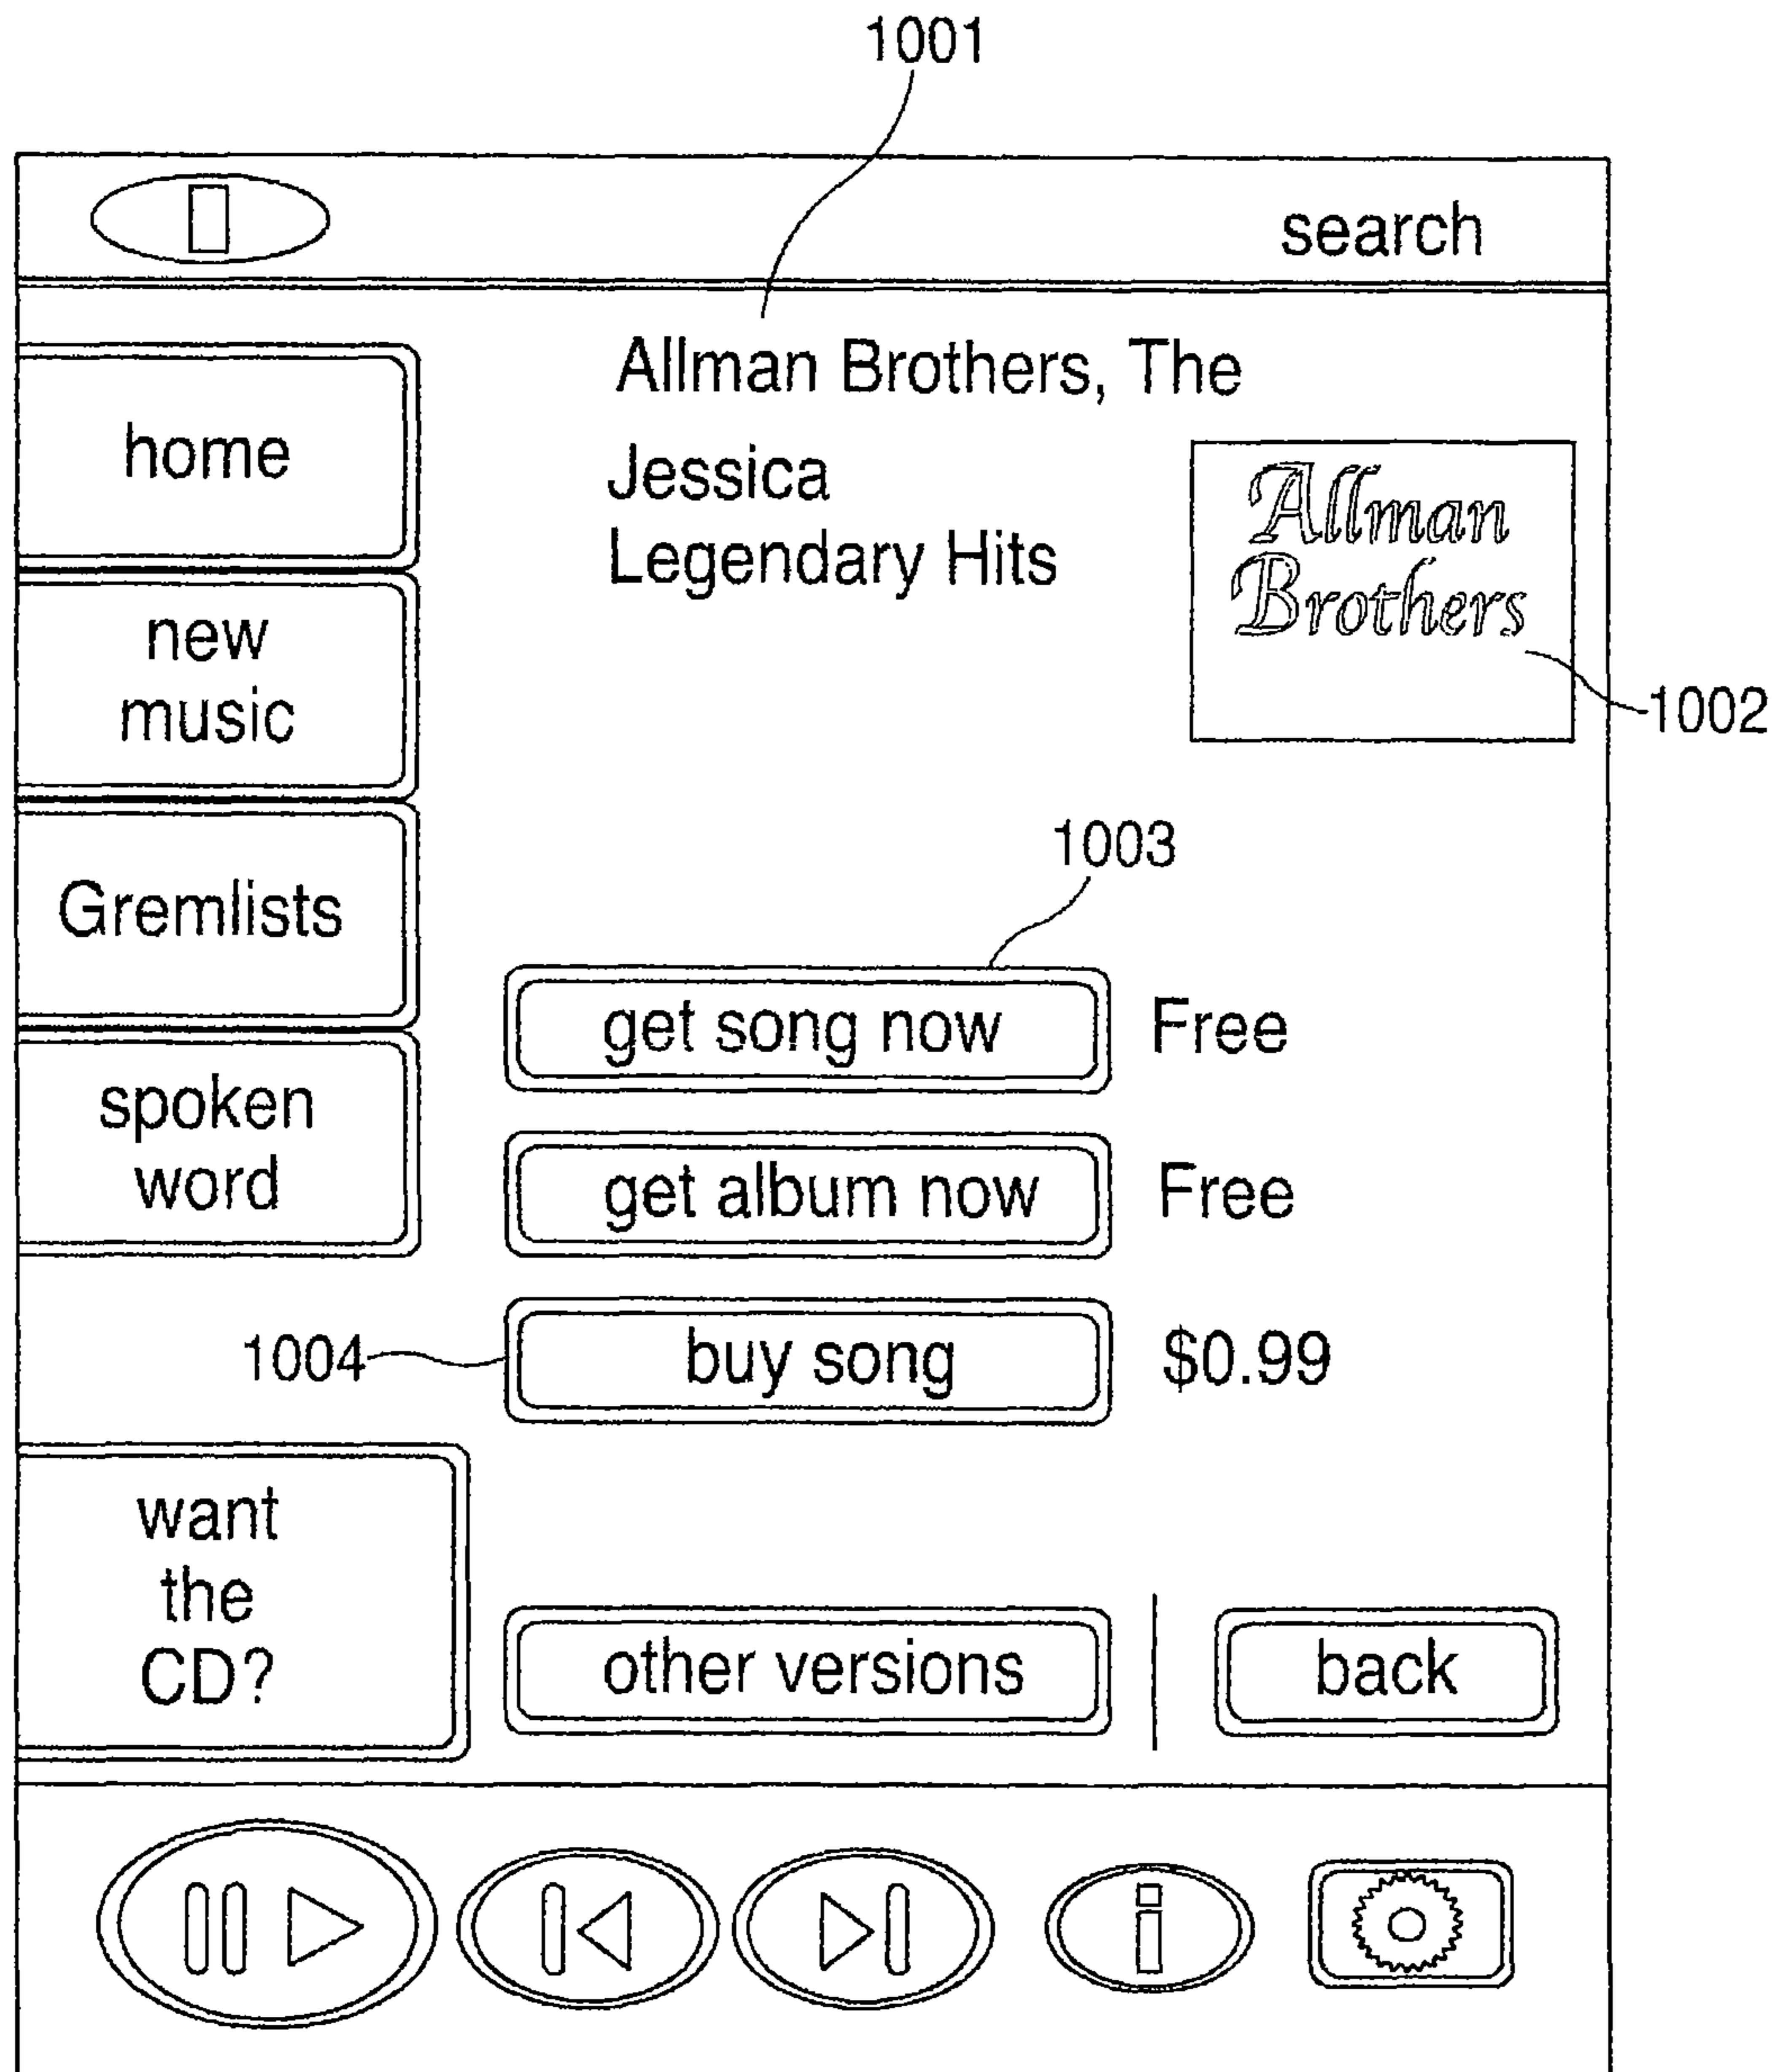 1001
search
Allman Brothers, The
Jessica
Legendary Hits
Allman
Brothers
1002
home
new
music
Gremlists
spoken
word
1003
get song now Free
get album now Free
1004 buy song $0.99
want
the
CD?
other versions
back
i